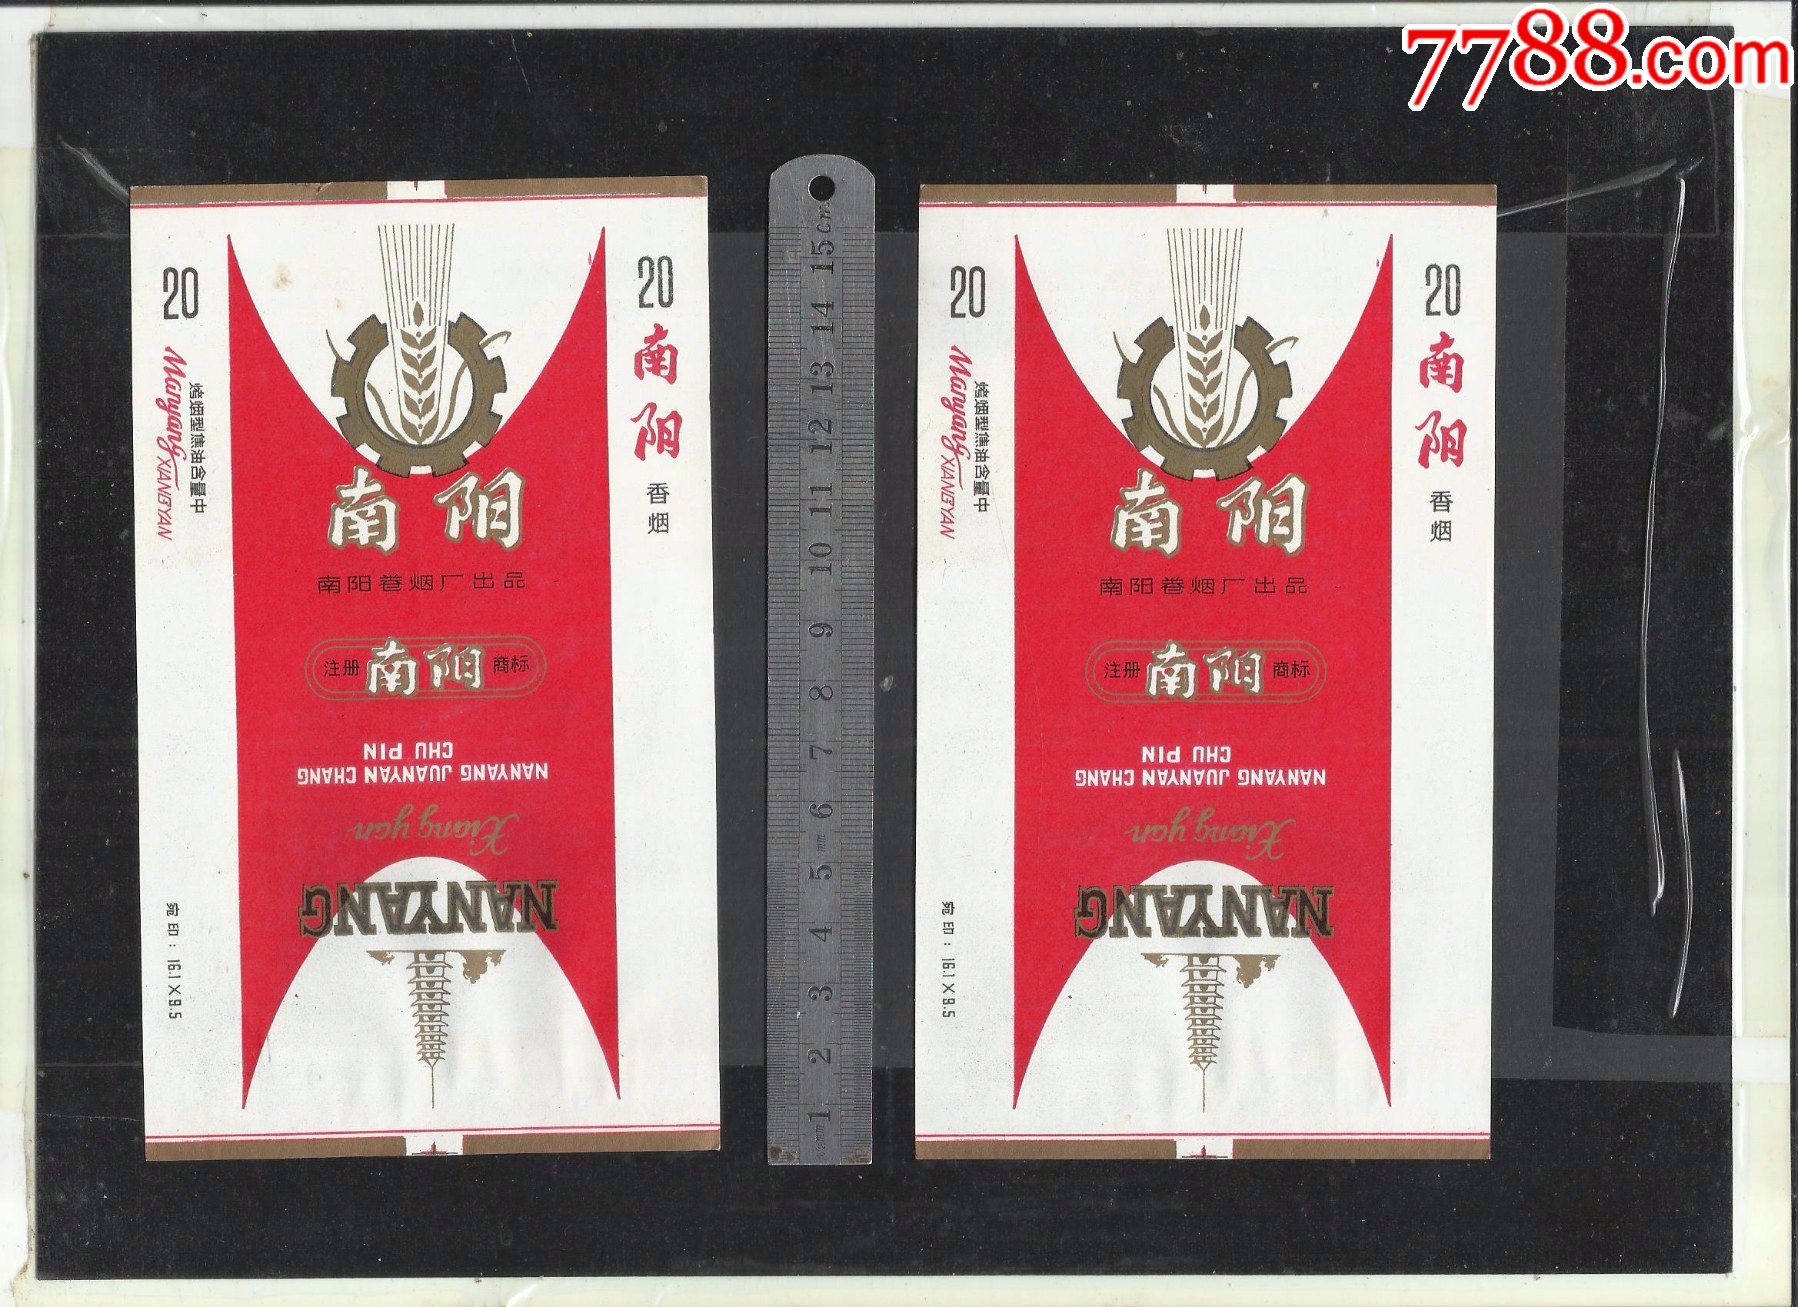 7788.com
20
Nanyang XIANGYAN
烤烟型焦油含量中
宛印：16.1×9.5
南阳
南阳卷烟厂出品
注册 南阳 商标
NANYANG JUANYAN CHANG
CHU PIN
Xiang yan
NANYANG
20
南阳
香烟
15cm
14
13
12
11
10
9
8
7
6
mm
5
4
3
2
1
½mm
20
Nanyang XIANGYAN
烤烟型焦油含量中
宛印：16.1×9.5
南阳
南阳卷烟厂出品
注册 南阳 商标
NANYANG JUANYAN CHANG
CHU PIN
Xiang yan
NANYANG
20
南阳
香烟